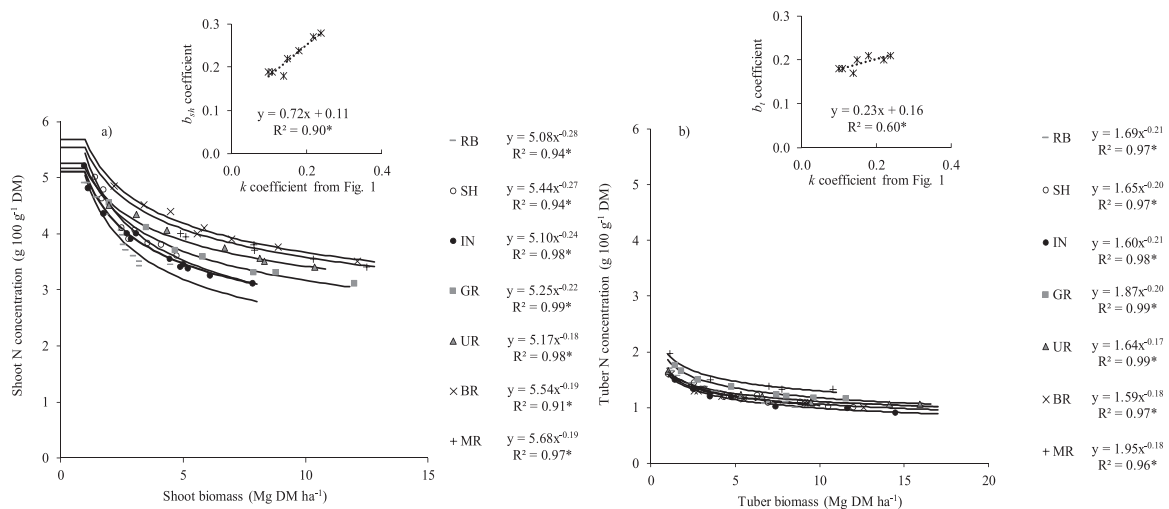 0.3
0.2
0.1
0.0
b_sh coefficient
y = 0.72x + 0.11
R² = 0.90*
0.0 0.2 0.4
k coefficient from Fig. 1
a)
6
5
4
3
2
1
0
Shoot N concentration (g 100 g⁻¹ DM)
0 5 10 15
Shoot biomass (Mg DM ha⁻¹)
RB y = 5.08x^-0.28
R² = 0.94*
SH y = 5.44x^-0.27
R² = 0.94*
IN y = 5.10x^-0.24
R² = 0.98*
GR y = 5.25x^-0.22
R² = 0.99*
UR y = 5.17x^-0.18
R² = 0.98*
BR y = 5.54x^-0.19
R² = 0.91*
MR y = 5.68x^-0.19
R² = 0.97*
0.3
0.2
0.1
0.0
b_t coefficient
y = 0.23x + 0.16
R² = 0.60*
0.0 0.2 0.4
k coefficient from Fig. 1
b)
6
5
4
3
2
1
0
Tuber N concentration (g 100 g⁻¹ DM)
0 5 10 15 20
Tuber biomass (Mg DM ha⁻¹)
RB y = 1.69x^-0.21
R² = 0.97*
SH y = 1.65x^-0.20
R² = 0.97*
IN y = 1.60x^-0.21
R² = 0.98*
GR y = 1.87x^-0.20
R² = 0.99*
UR y = 1.64x^-0.17
R² = 0.99*
BR y = 1.59x^-0.18
R² = 0.97*
MR y = 1.95x^-0.18
R² = 0.96*